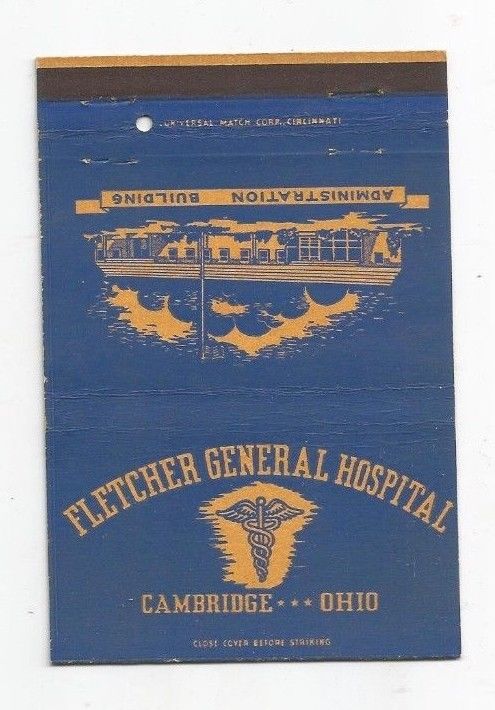 UNIVERSAL MATCH CORP., CINCINNATI
ADMINISTRATION BUILDING
FLETCHER GENERAL HOSPITAL
CAMBRIDGE *** OHIO
CLOSE COVER BEFORE STRIKING